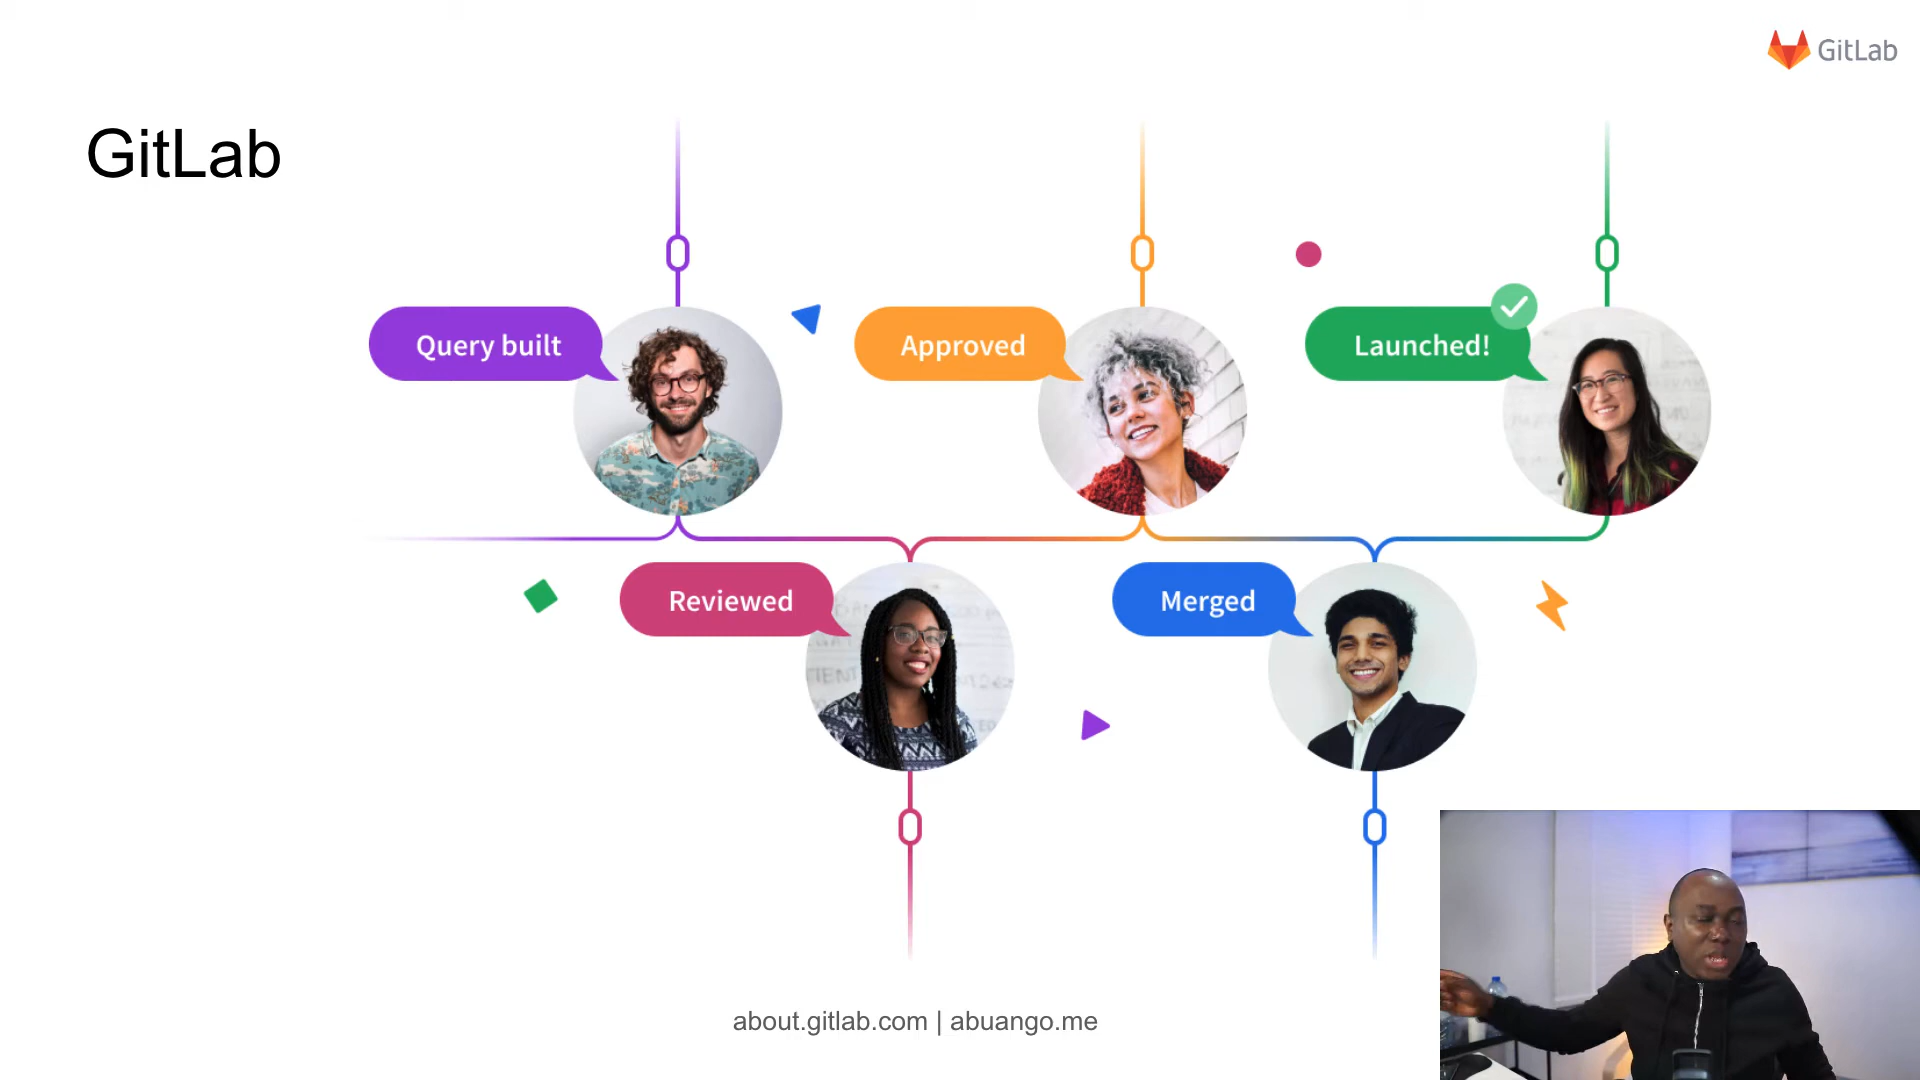 GitLab
GitLab
Query built
Approved
Launched!
Reviewed
Merged
about.gitlab.com | abuango.me